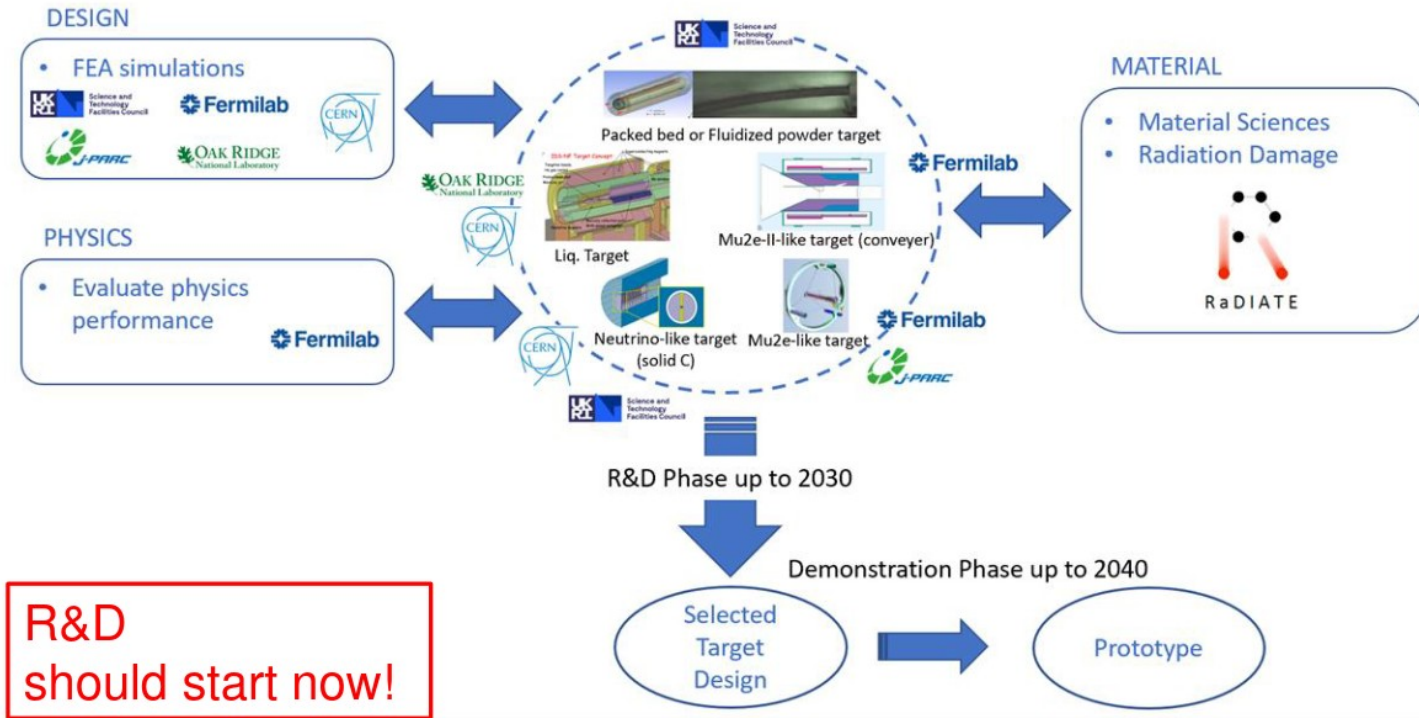 DESIGN
• FEA simulations
UKRI Science and
Technology
Facilities Council
Fermilab
CERN
J-PARC
OAK RIDGE
National Laboratory
PHYSICS
• Evaluate physics
performance
Fermilab
UKRI Science and
Technology
Facilities Council
Packed bed or Fluidized powder target
OAK RIDGE
National Laboratory
CERN
Liq. Target
Fermilab
Mu2e-II-like target (conveyer)
CERN
Neutrino-like target
(solid C)
Mu2e-like target
Fermilab
J-PARC
UKRI Science and
Technology
Facilities Council
MATERIAL
• Material Sciences
• Radiation Damage
RaDIATE
R&D Phase up to 2030
Demonstration Phase up to 2040
Selected
Target
Design
Prototype
R&D
should start now!